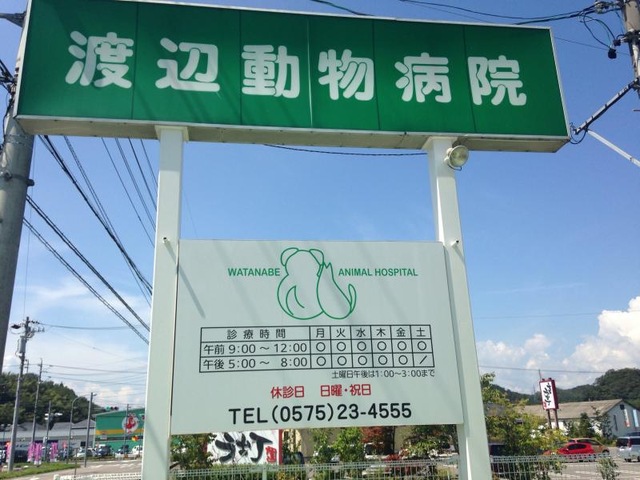 渡辺動物病院
WATANABE ANIMAL HOSPITAL
診療時間 月 火 水 木 金 土
午前 9:00~12:00 ○ ○ ○ ○ ○ ○
午後 5:00~ 8:00 ○ ○ ○ ○ ○ /
土曜日午後は1:00~3:00まで
休診日 日曜・祝日
TEL(0575)23-4555